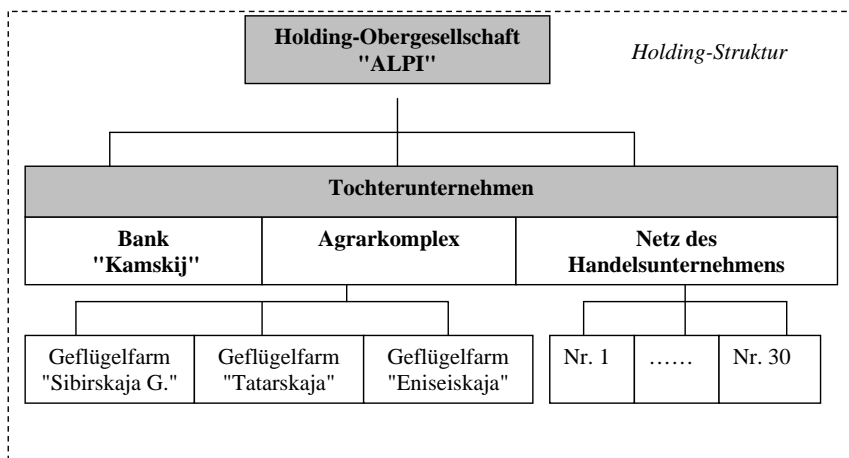 Holding-Obergesellschaft
"ALPI"
Holding-Struktur
Tochterunternehmen
Bank
"Kamskij"
Agrarkomplex
Netz des
Handelsunternehmens
Geflügelfarm
"Sibirskaja G."
Geflügelfarm
"Tatarskaja"
Geflügelfarm
"Eniseiskaja"
Nr. 1
......
Nr. 30